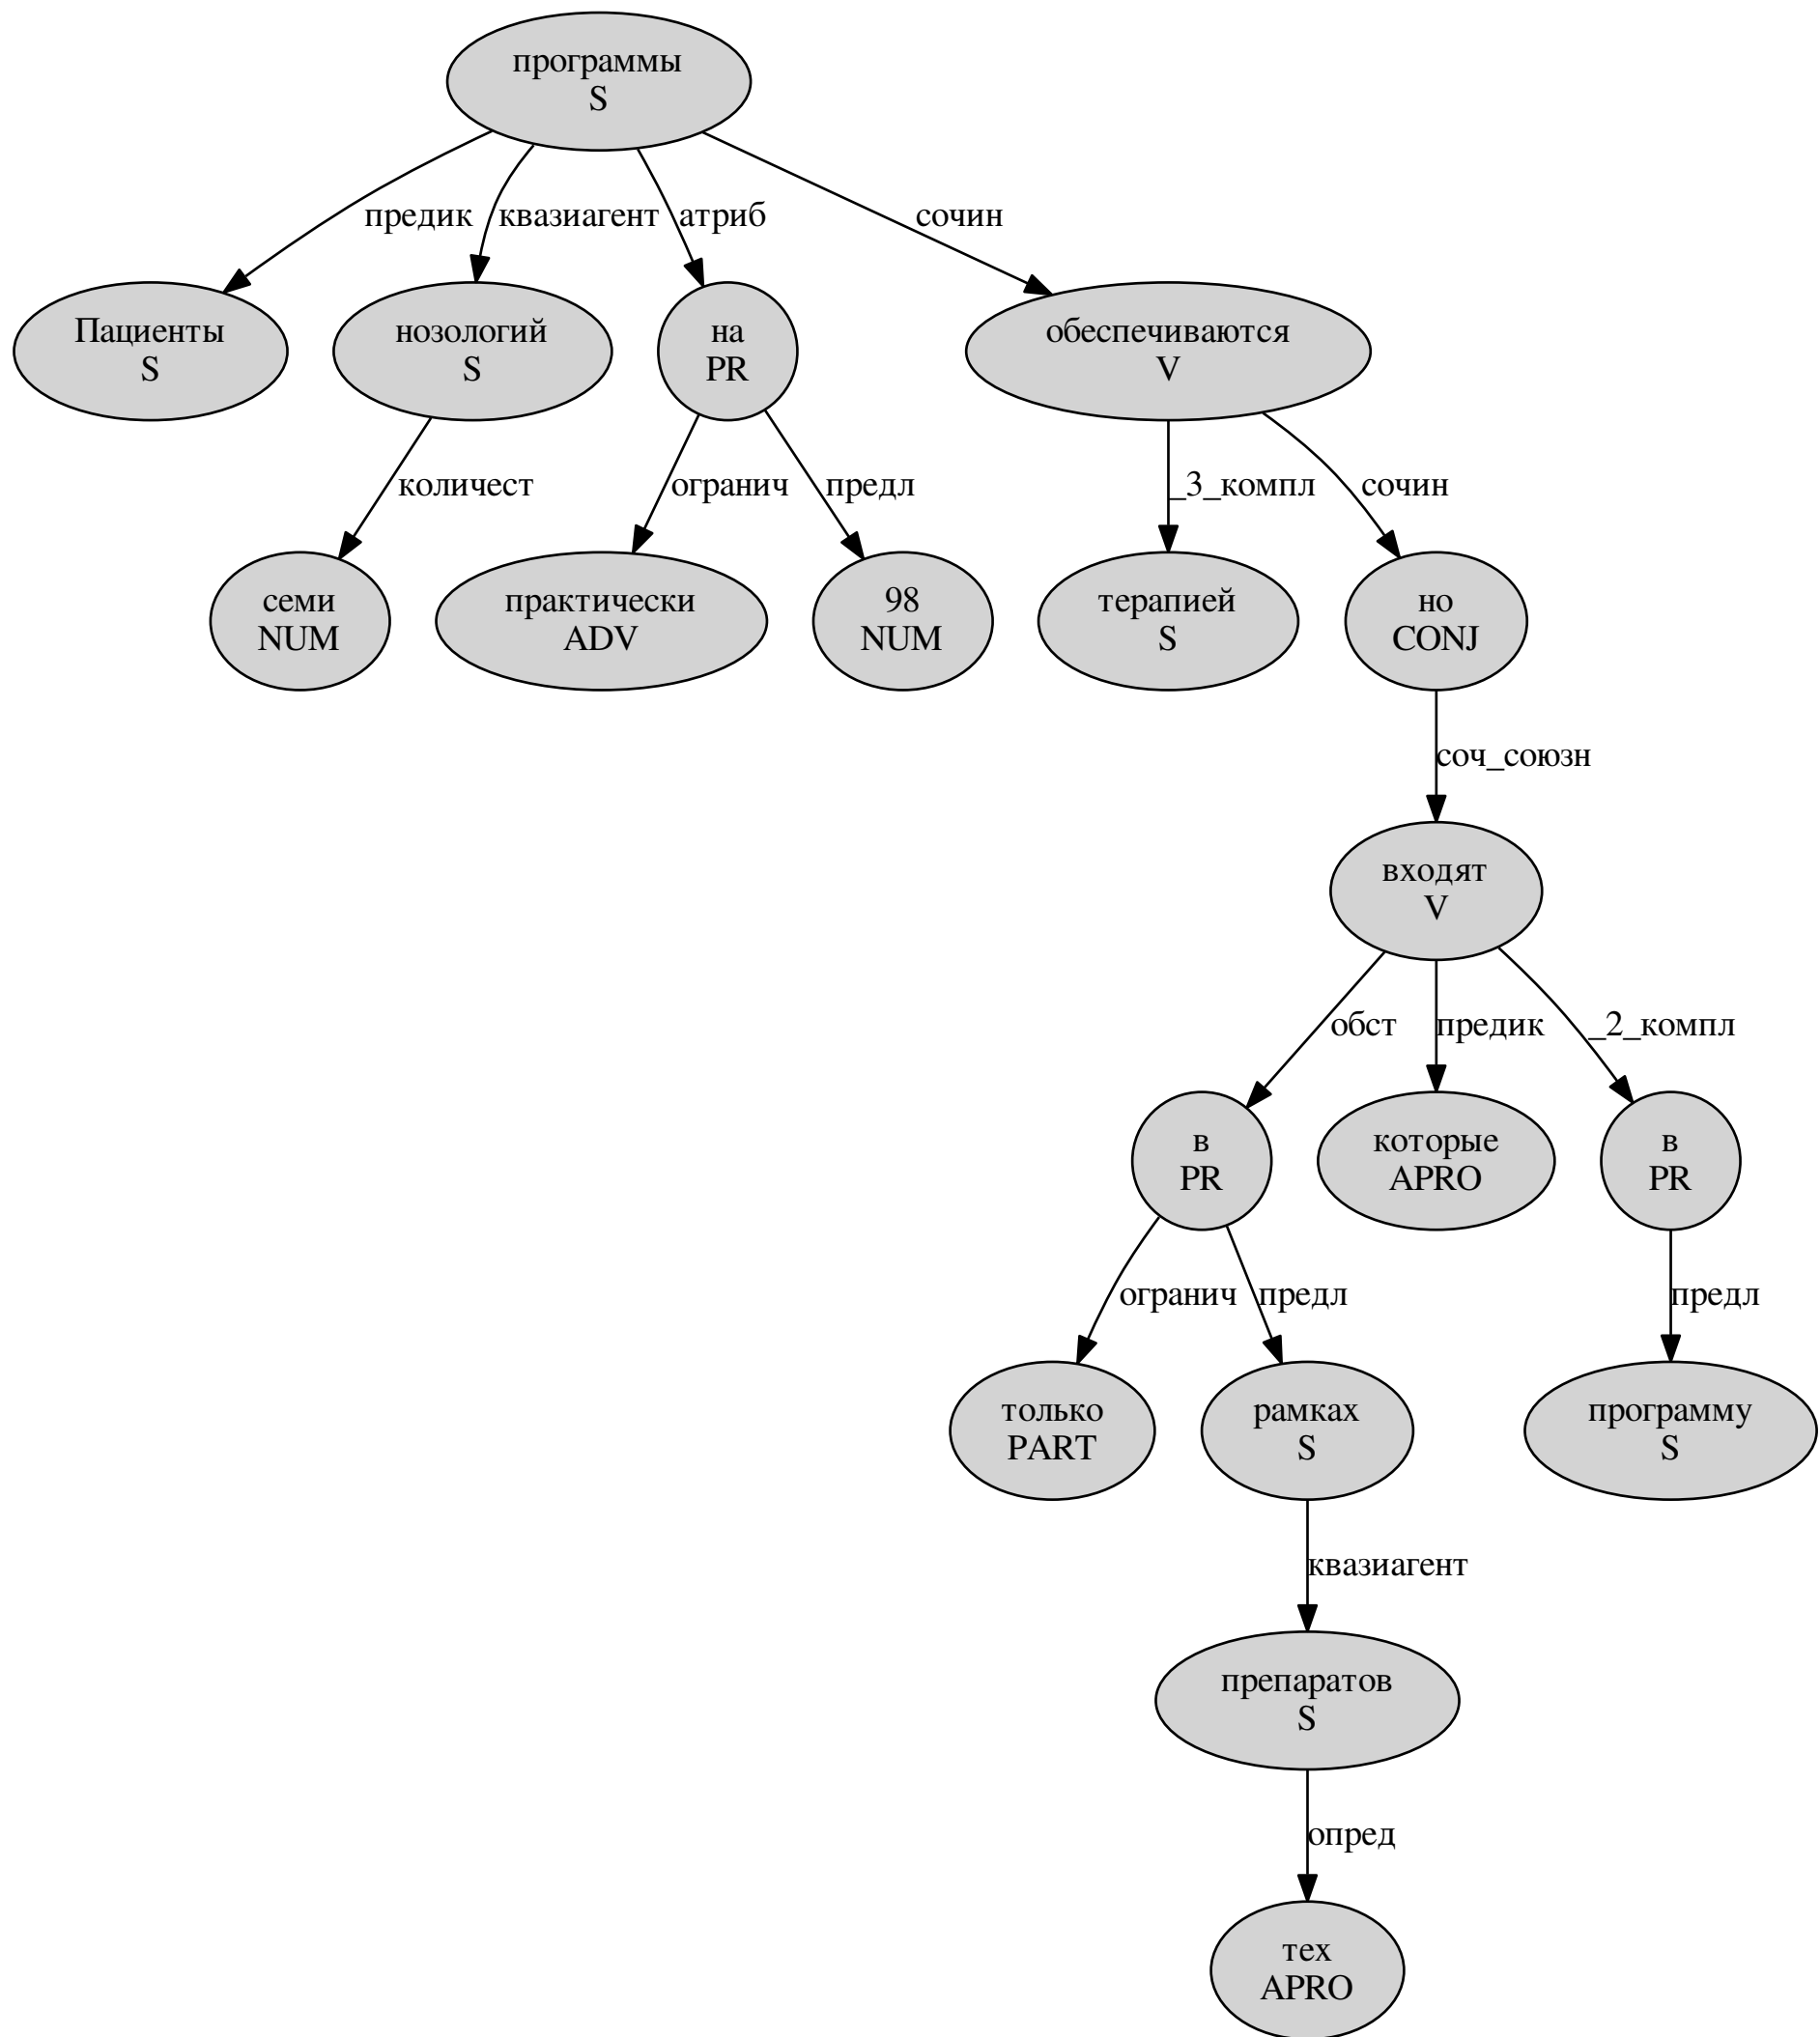 программы
S
предик
квазиагент
атриб
сочин
Пациенты
S
нозологий
S
на
PR
обеспечиваются
V
количест
огранич
предл
_3_компл
сочин
семи
NUM
практически
ADV
98
NUM
терапией
S
но
CONJ
соч_союзн
входят
V
обст
предик
_2_компл
в
PR
которые
APRO
в
PR
огранич
предл
предл
только
PART
рамках
S
программу
S
квазиагент
препаратов
S
опред
тех
APRO